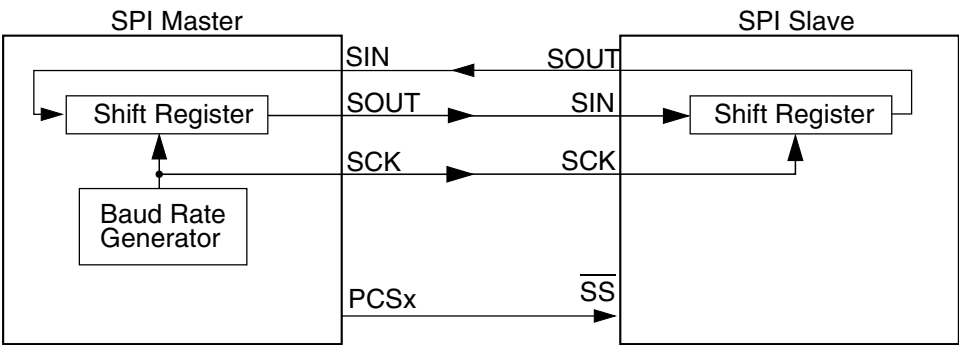 SPI Master
SPI Slave
SIN
SOUT
Shift Register
SOUT
SIN
Shift Register
SCK
SCK
Baud Rate
Generator
PCSx
SS